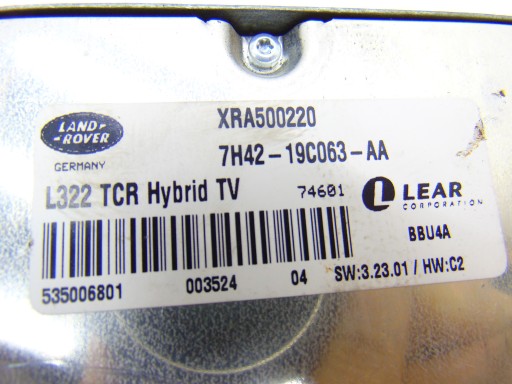 XRA500220
LAND-
-ROVER
7H42-19C063-AA
GERMANY
L322 TCR Hybrid TV
74601
L LEAR
CORPORATION
BBU4A
535006801
003524
04
SW:3.23.01 / HW:C2